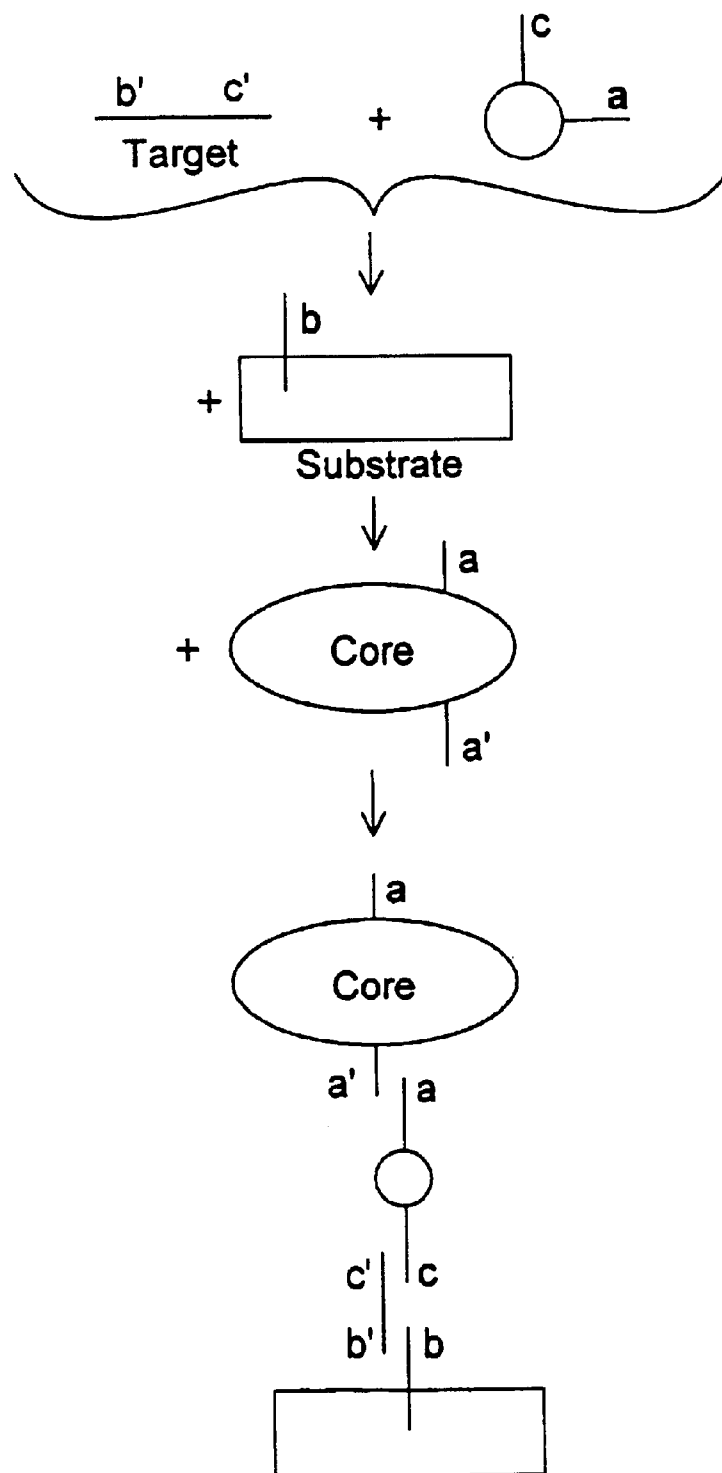 c
b' c' + a
Target
b
+
Substrate
a
+ Core
a'
a
Core
a' a
c' c
b' b